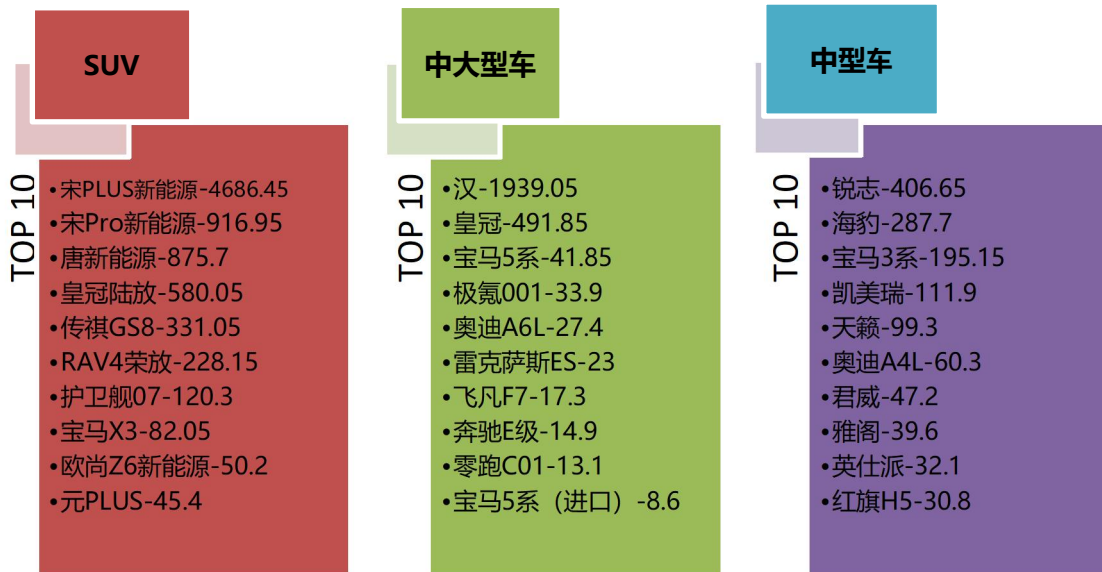 SUV
TOP 10
•宋PLUS新能源-4686.45
•宋Pro新能源-916.95
•唐新能源-875.7
•皇冠陆放-580.05
•传祺GS8-331.05
•RAV4荣放-228.15
•护卫舰07-120.3
•宝马X3-82.05
•欧尚Z6新能源-50.2
•元PLUS-45.4
中大型车
TOP 10
•汉-1939.05
•皇冠-491.85
•宝马5系-41.85
•极氪001-33.9
•奥迪A6L-27.4
•雷克萨斯ES-23
•飞凡F7-17.3
•奔驰E级-14.9
•零跑C01-13.1
•宝马5系（进口）-8.6
中型车
TOP 10
•锐志-406.65
•海豹-287.7
•宝马3系-195.15
•凯美瑞-111.9
•天籁-99.3
•奥迪A4L-60.3
•君威-47.2
•雅阁-39.6
•英仕派-32.1
•红旗H5-30.8